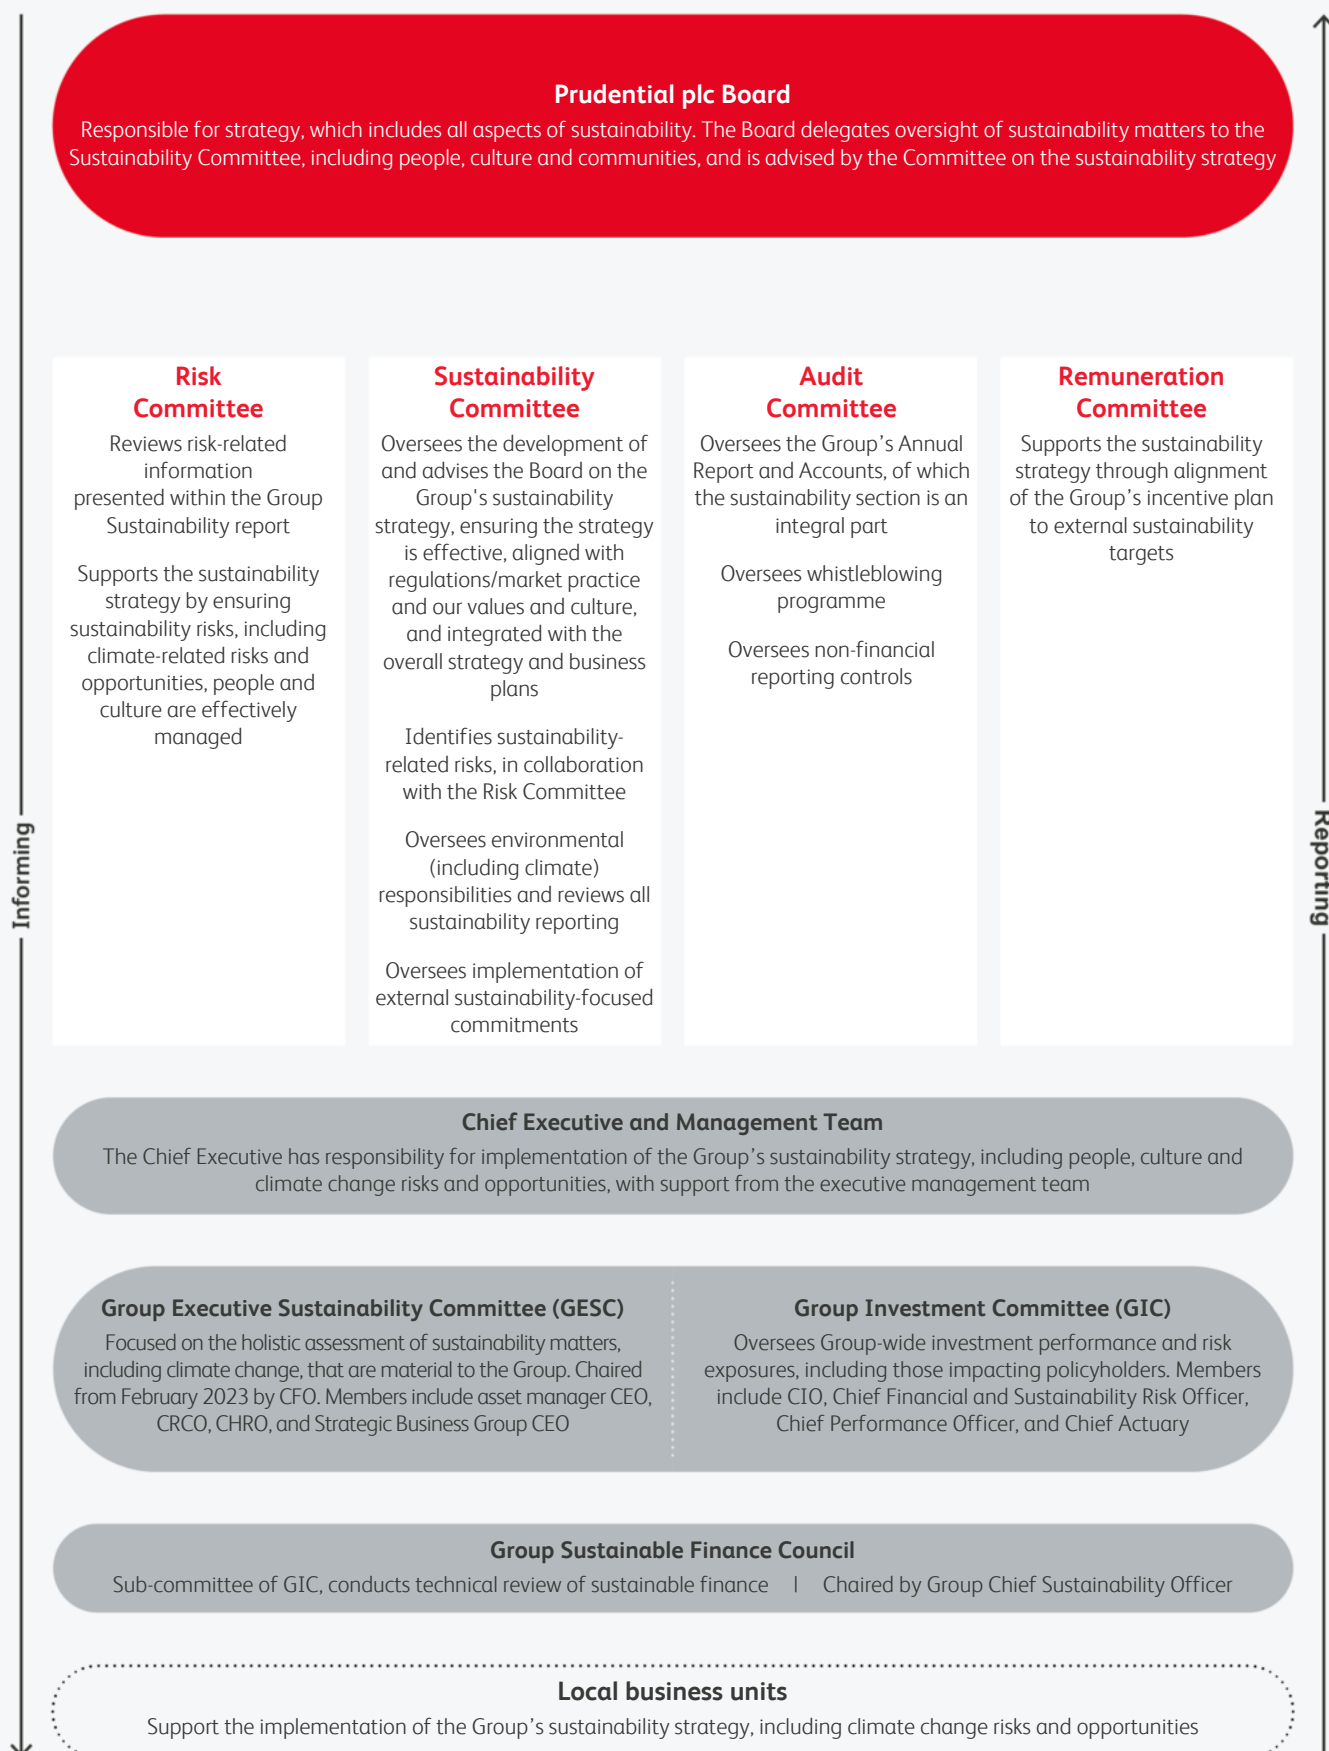 Prudential plc Board
Responsible for strategy, which includes all aspects of sustainability. The Board delegates oversight of sustainability matters to the
Sustainability Committee, including people, culture and communities, and is advised by the Committee on the sustainability strategy
Risk
Committee
Reviews risk-related
information
presented within the Group
Sustainability report
Supports the sustainability
strategy by ensuring
sustainability risks, including
climate-related risks and
opportunities, people and
culture are effectively
managed
Sustainability
Committee
Oversees the development of
and advises the Board on the
Group's sustainability
strategy, ensuring the strategy
is effective, aligned with
regulations/market practice
and our values and culture,
and integrated with the
overall strategy and business
plans
Identifies sustainability-
related risks, in collaboration
with the Risk Committee
Oversees environmental
(including climate)
responsibilities and reviews all
sustainability reporting
Oversees implementation of
external sustainability-focused
commitments
Audit
Committee
Oversees the Group's Annual
Report and Accounts, of which
the sustainability section is an
integral part
Oversees whistleblowing
programme
Oversees non-financial
reporting controls
Remuneration
Committee
Supports the sustainability
strategy through alignment
of the Group's incentive plan
to external sustainability
targets
Informing
Reporting
Chief Executive and Management Team
The Chief Executive has responsibility for implementation of the Group's sustainability strategy, including people, culture and
climate change risks and opportunities, with support from the executive management team
Group Executive Sustainability Committee (GESC)
Focused on the holistic assessment of sustainability matters,
including climate change, that are material to the Group. Chaired
from February 2023 by CFO. Members include asset manager CEO,
CRCO, CHRO, and Strategic Business Group CEO
Group Investment Committee (GIC)
Oversees Group-wide investment performance and risk
exposures, including those impacting policyholders. Members
include CIO, Chief Financial and Sustainability Risk Officer,
Chief Performance Officer, and Chief Actuary
Group Sustainable Finance Council
Sub-committee of GIC, conducts technical review of sustainable finance | Chaired by Group Chief Sustainability Officer
Local business units
Support the implementation of the Group's sustainability strategy, including climate change risks and opportunities